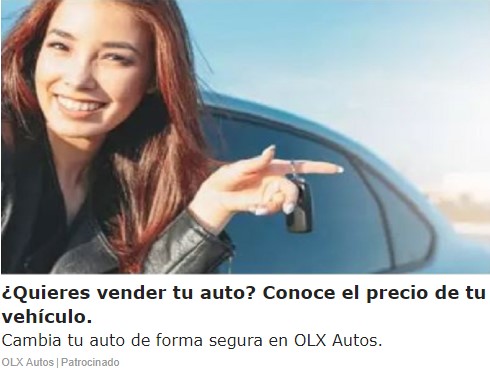 ¿Quieres vender tu auto? Conoce el precio de tu
vehículo.
Cambia tu auto de forma segura en OLX Autos.
OLX Autos | Patrocinado